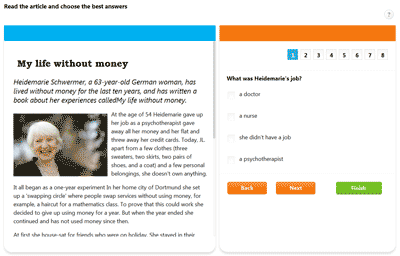 Read the article and choose the best answers
?
My life without money
Heidemarie Schwermer, a 63-year-old German woman, has
lived without money for the last ten years, and has written a
book about her experiences calledMy life without money.
At the age of 54 Heidemarie gave up
her job as a psychotherapist gave
away all her money and her flat and
threw away her credit cards. Today, IL
apart from a few clothes (three
sweaters, two skirts, two pairs of
shoes, and a coat) and a few personal
belongings, she doesn't own anything.
It all began as a one-year experiment In her home city of Dortmund she set
up a 'swapping circle' where people swap services without using money, for
example, a haircut for a mathematics class. To prove that this could work she
decided to give up using money for a year. But when the year ended she
continued and has not used money since then.
At first she house-sat for friends who were on holiday. She stayed in their
1 2 3 4 5 6 7 8
What was Heidemarie's job?
a doctor
a nurse
she didn't have a job
a psychotherapist
Back
Next
Finish